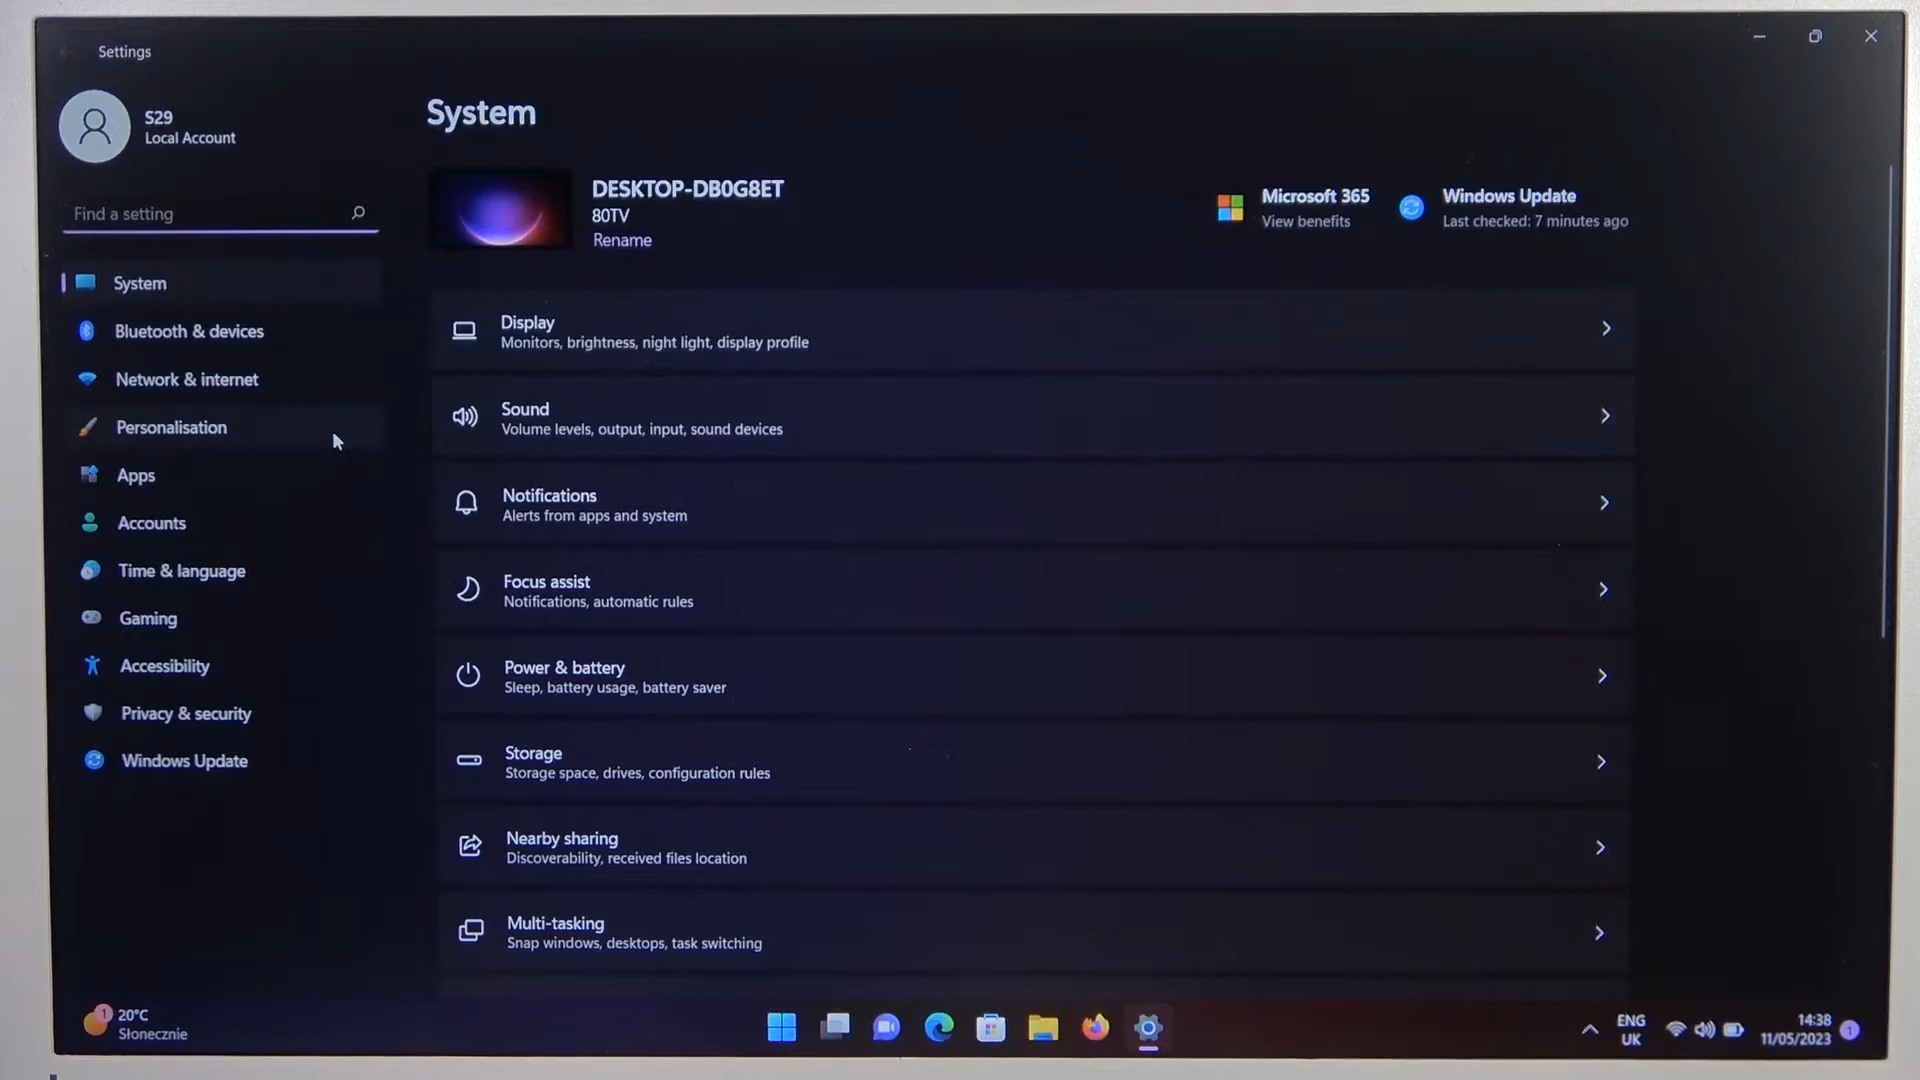 Settings
S29
Local Account
Find a setting
System
Bluetooth & devices
Network & internet
Personalisation
Apps
Accounts
Time & language
Gaming
Accessibility
Privacy & security
Windows Update
System
DESKTOP-DB0G8ET
80TV
Rename
Microsoft 365
View benefits
Windows Update
Last checked: 7 minutes ago
Display
Monitors, brightness, night light, display profile
Sound
Volume levels, output, input, sound devices
Notifications
Alerts from apps and system
Focus assist
Notifications, automatic rules
Power & battery
Sleep, battery usage, battery saver
Storage
Storage space, drives, configuration rules
Nearby sharing
Discoverability, received files location
Multi-tasking
Snap windows, desktops, task switching
1
20°C
Słonecznie
ENG
UK
14:38
11/05/2023
1